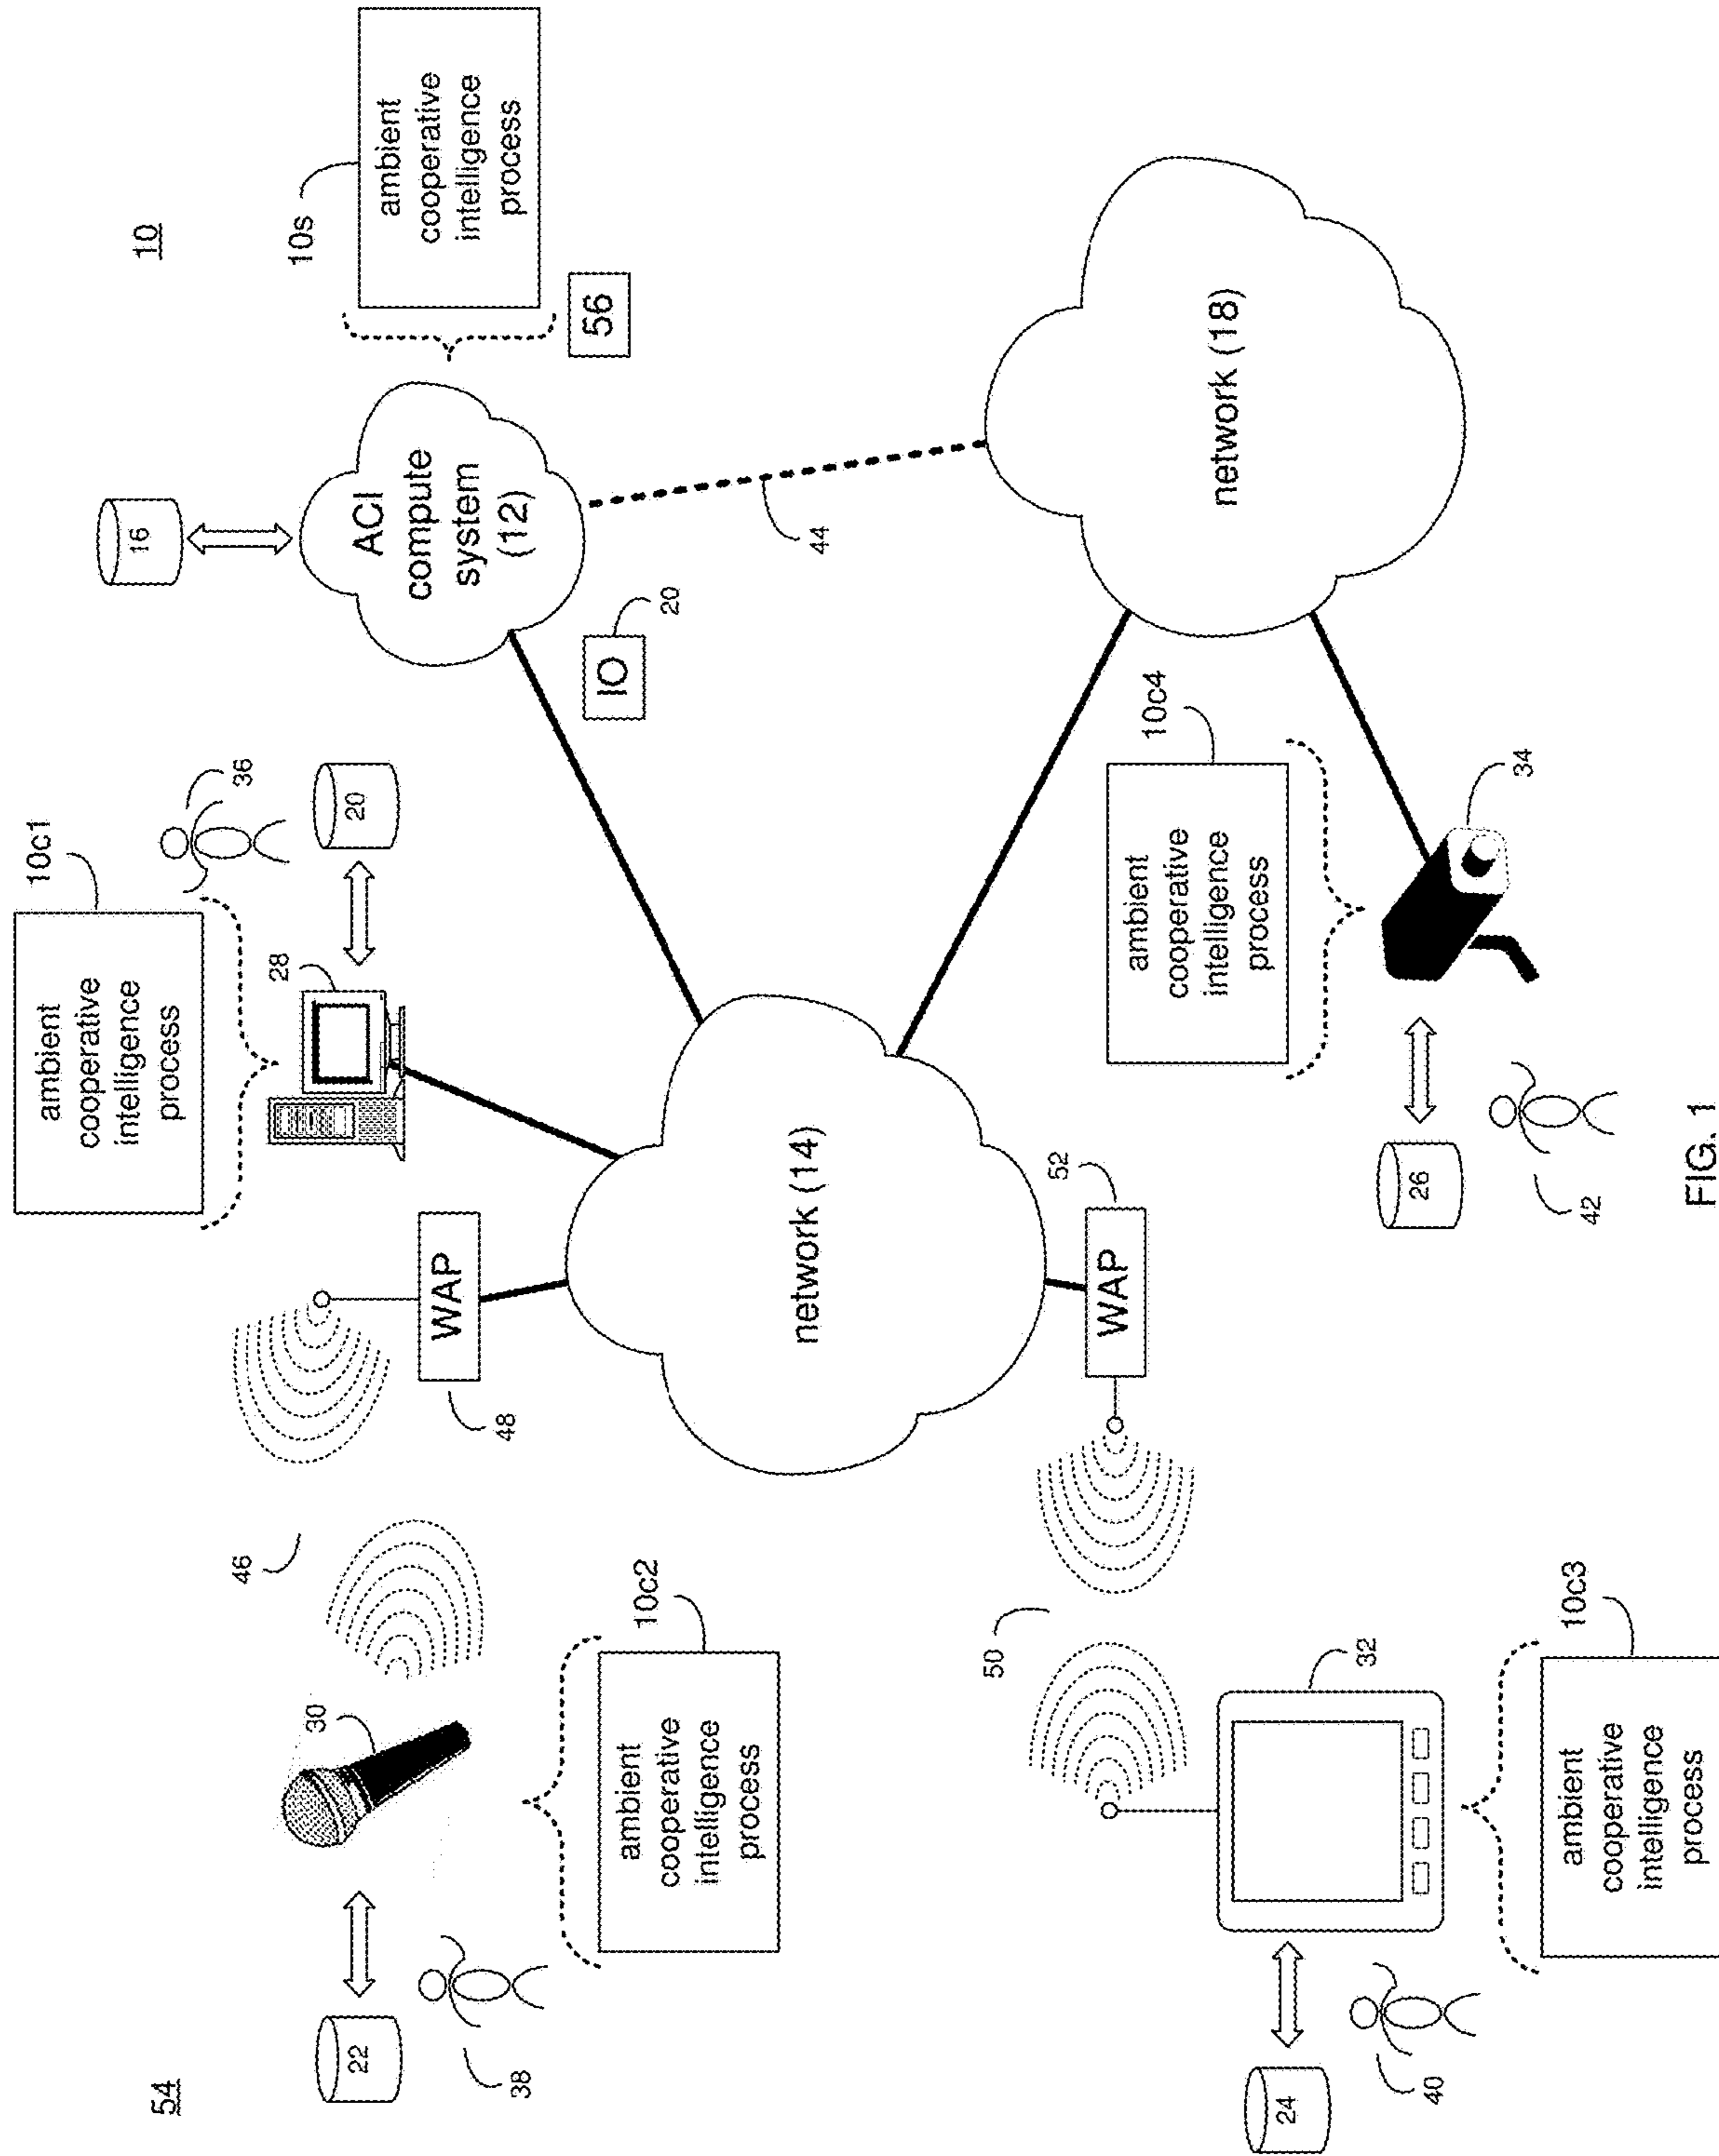 54
10
10c1
ambient
cooperative
intelligence
process
16
36
20
28
46
10s
ambient
cooperative
intelligence
process
ACI
compute
system
(12)
56
30
22
38
WAP
48
10c2
ambient
cooperative
intelligence
process
IO
20
network (14)
44
network (18)
50
WAP
52
10c4
ambient
cooperative
intelligence
process
34
32
24
40
26
42
10c3
ambient
cooperative
intelligence
process
FIG. 1